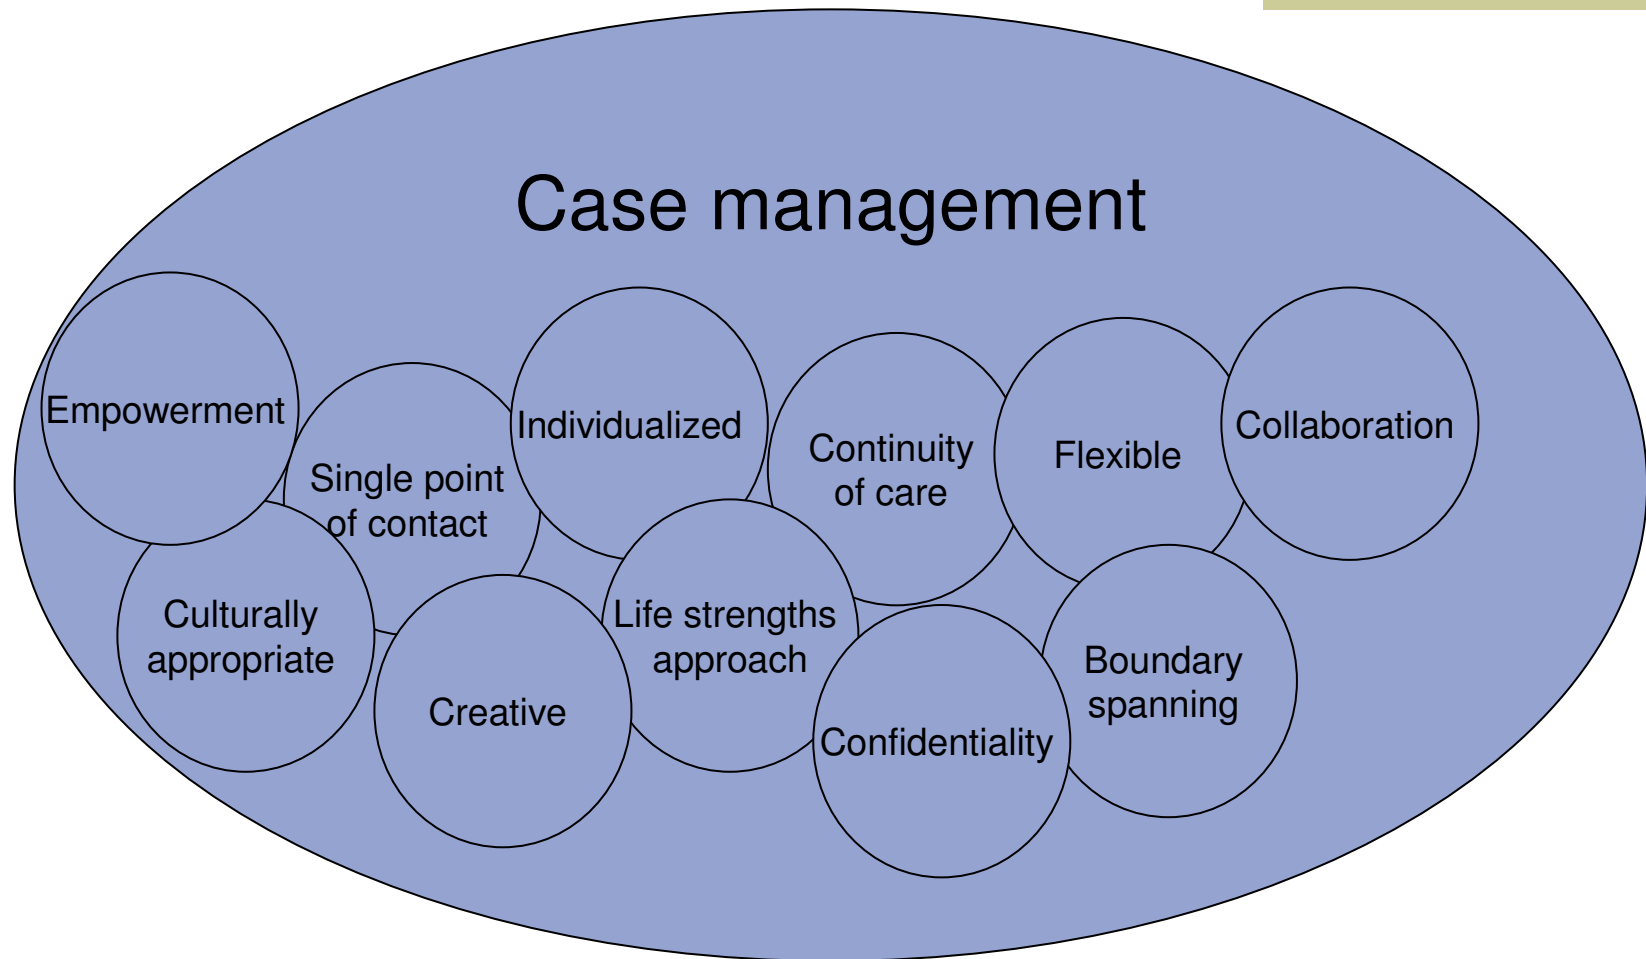 Case management
Empowerment
Single point
of contact
Individualized
Continuity
of care
Flexible
Collaboration
Culturally
appropriate
Creative
Life strengths
approach
Confidentiality
Boundary
spanning